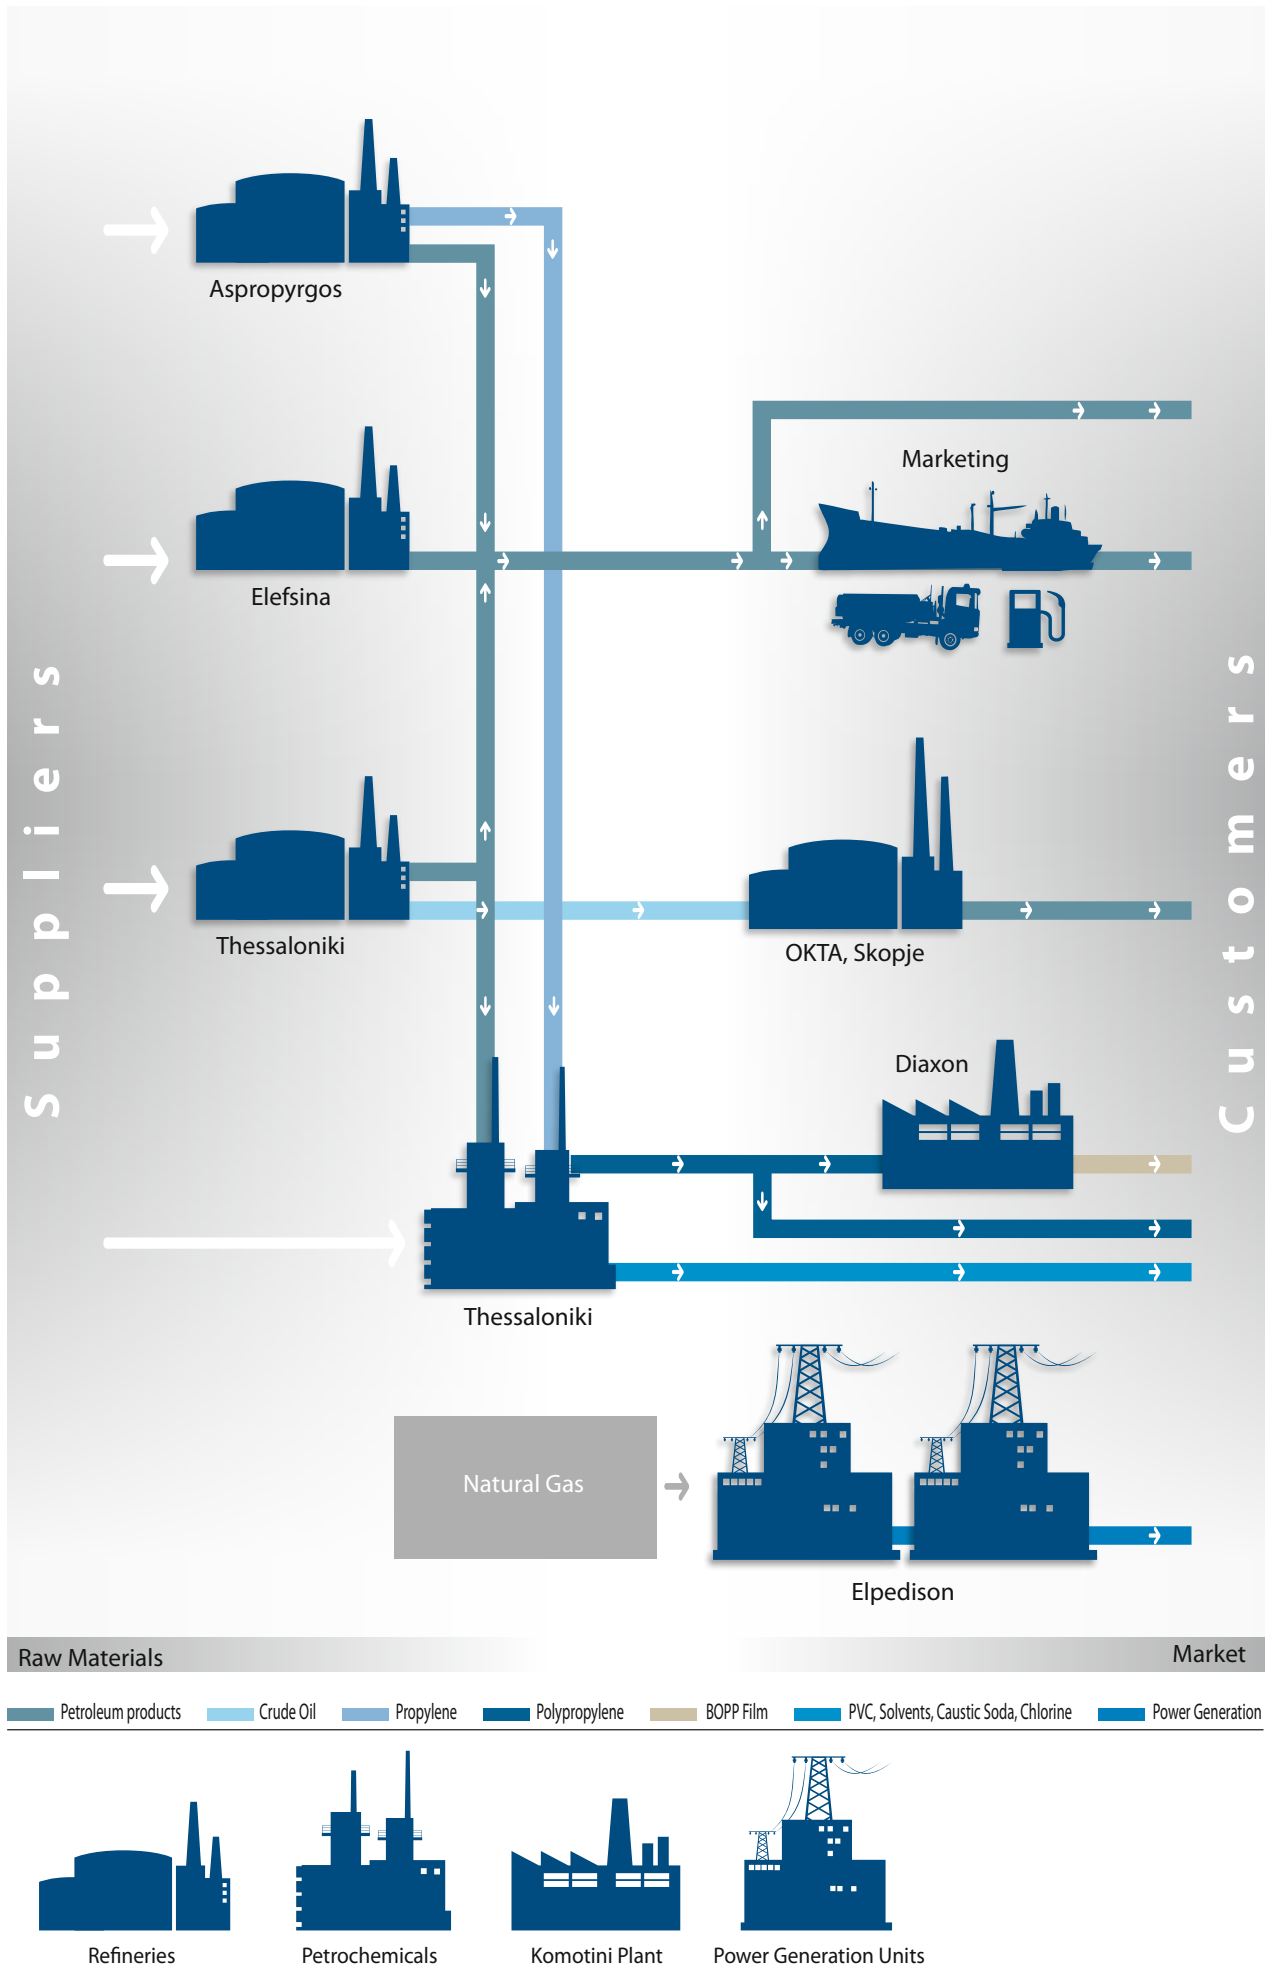 Aspropyrgos
Marketing
Elefsina
Suppliers
Customers
Thessaloniki
OKTA, Skopje
Diaxon
Thessaloniki
Natural Gas
Elpedison
Raw Materials
Market
Petroleum products
Crude Oil
Propylene
Polypropylene
BOPP Film
PVC, Solvents, Caustic Soda, Chlorine
Power Generation
Refineries
Petrochemicals
Komotini Plant
Power Generation Units